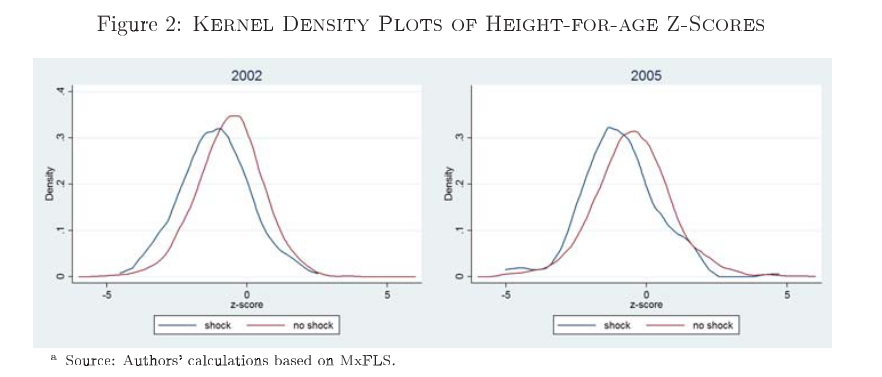 Figure 2: Kernel Density Plots of Height-for-age Z-Scores
2002
2005
Density
.4
.3
.2
.1
0
-5
0
5
z-score
shock
no shock
Density
.3
.2
.1
0
-5
0
5
z-score
shock
no shock
a Source: Authors' calculations based on MxFLS.